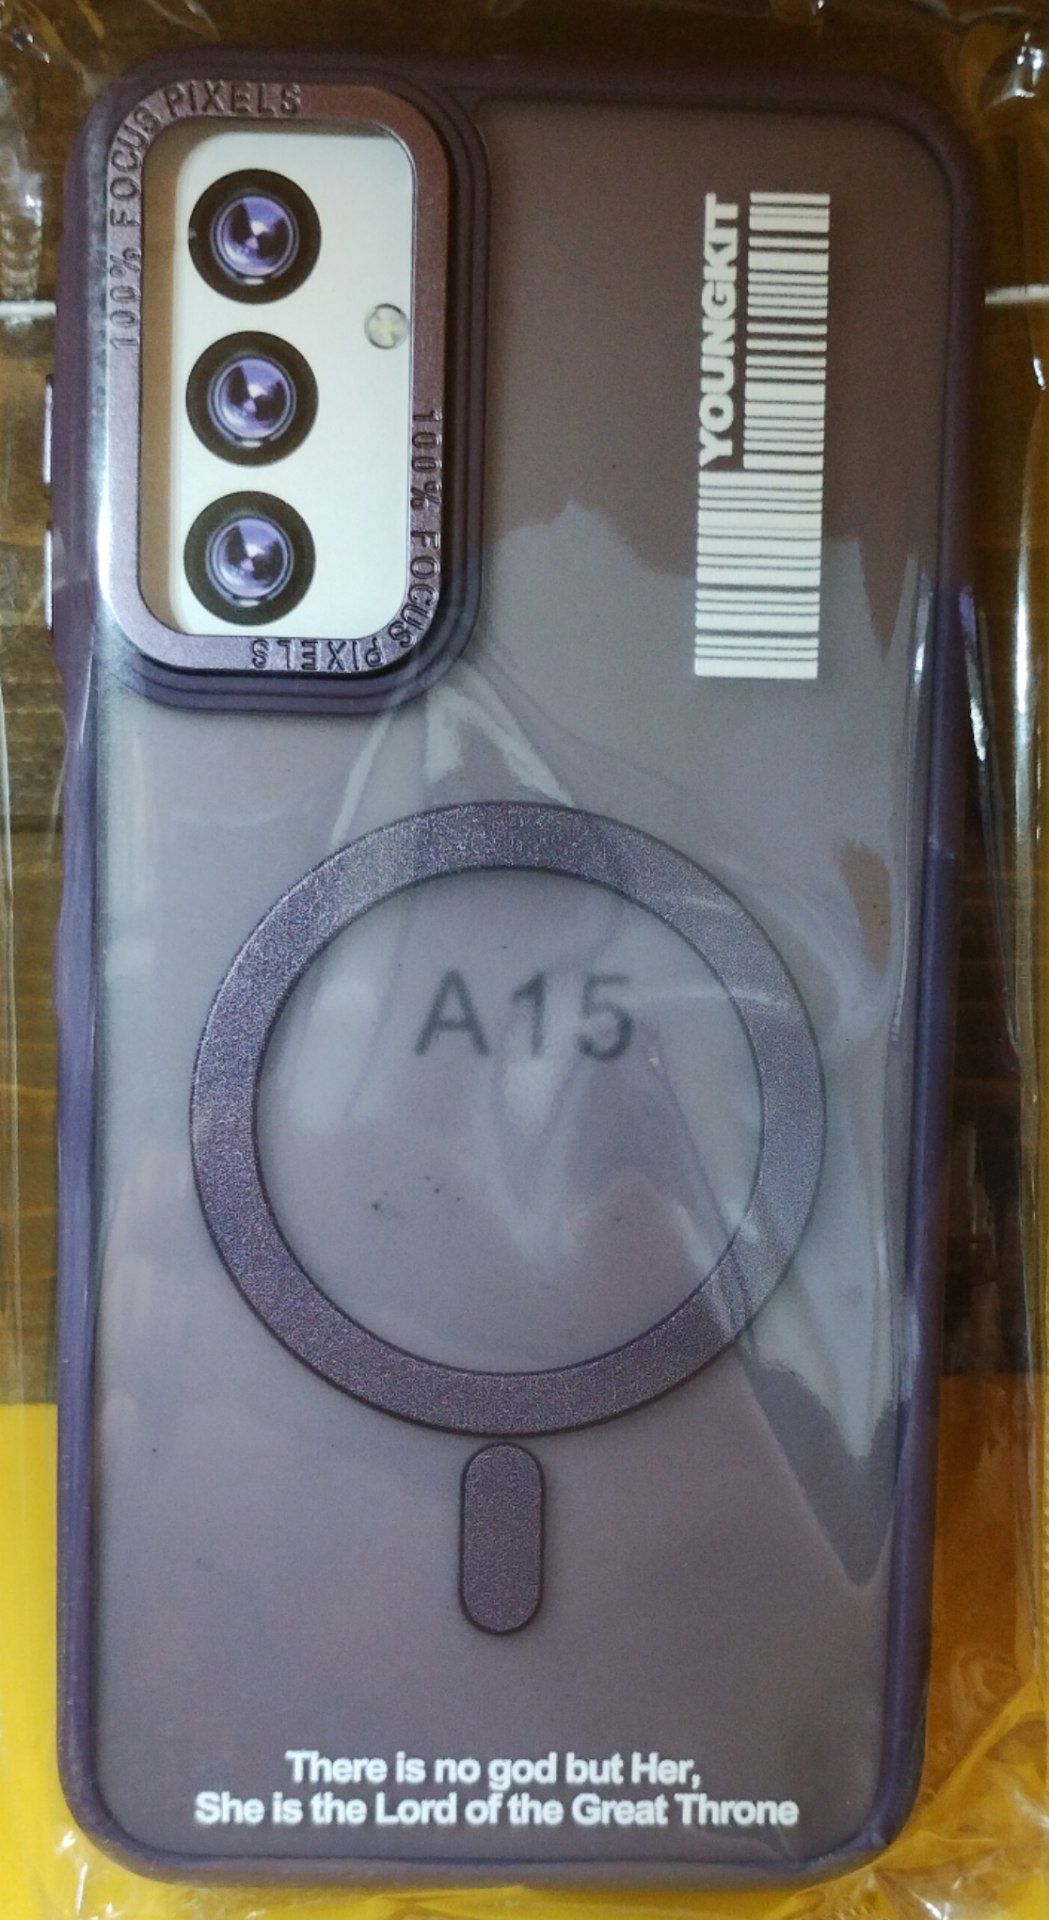 100% FOCUS PIXELS
100% FOCUS PIXELS
YOUNGKIT
A15
There is no god but Her,
She is the Lord of the Great Throne